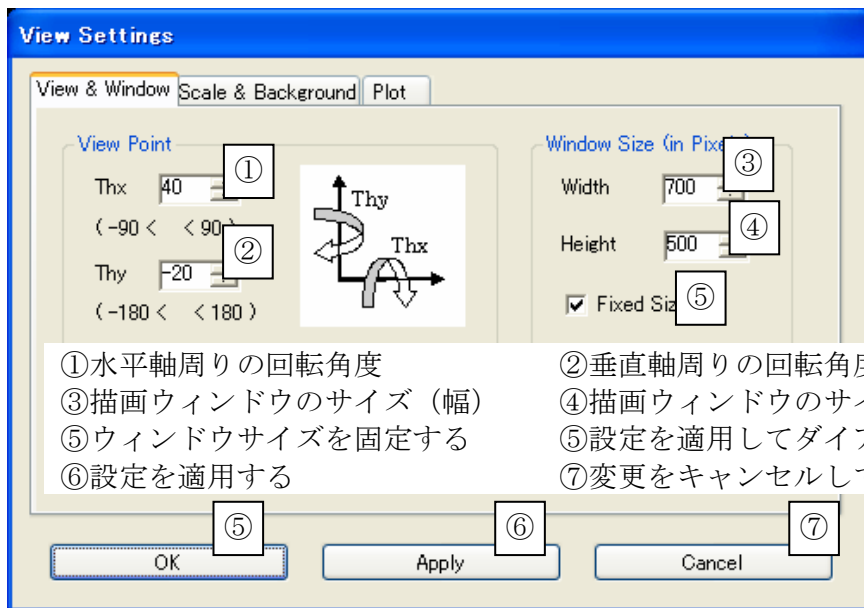 View Settings
View & Window Scale & Background Plot
View Point
Window Size (in
①
③
Thx 40
Width 700
(-90 < < 90
②
④
Thy
Thx
Height 500
Thy -20
(-180 < < 180 )
Fixed
⑤
①水平軸周りの回転角度 ②垂直軸周りの回転角度
③描画ウィンドウのサイズ（幅） ④描画ウィンドウのサイ
⑤ウィンドウサイズを固定する ⑤設定を適用してダイ
⑥設定を適用する ⑦変更をキャンセルして
⑤ ⑥ ⑦
OK Apply Cancel